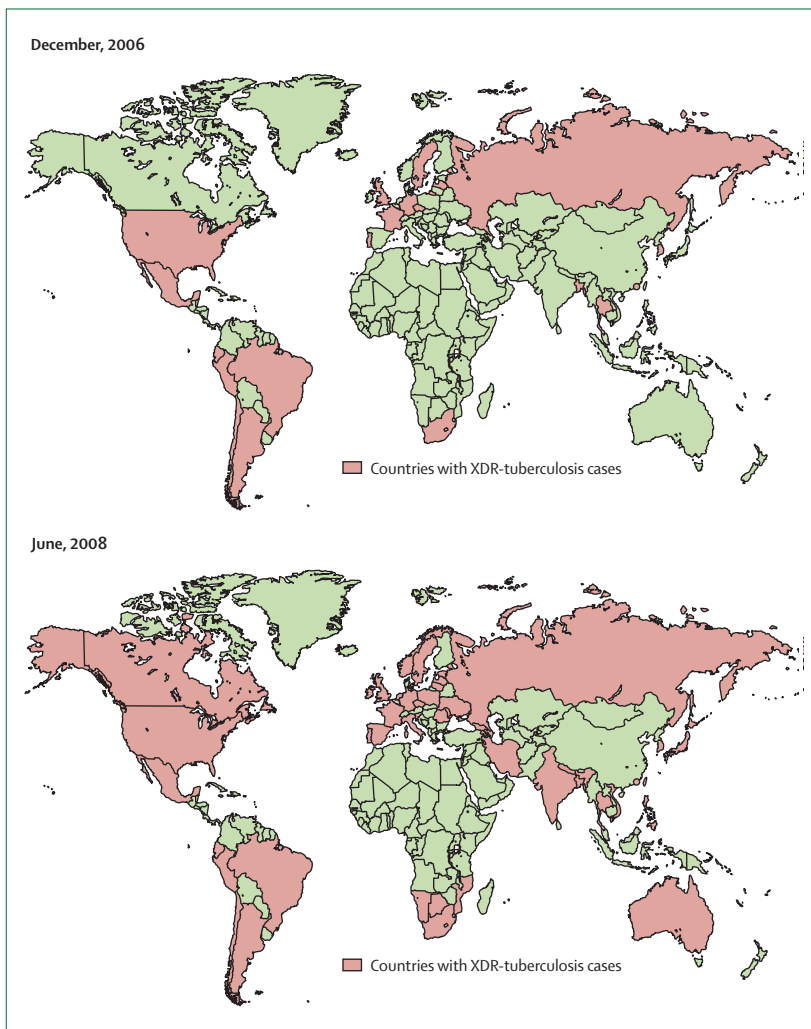 December, 2006
Countries with XDR-tuberculosis cases
June, 2008
Countries with XDR-tuberculosis cases